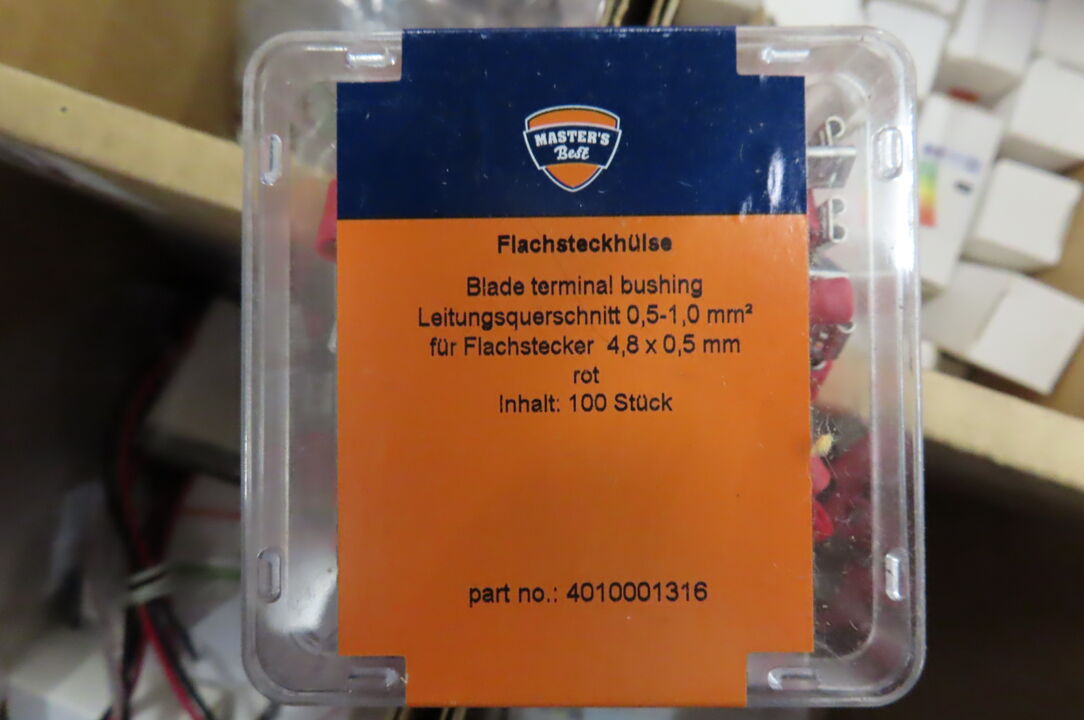 MASTER'S
Best
Flachsteckhülse
Blade terminal bushing
Leitungsquerschnitt 0,5-1,0 mm²
für Flachstecker 4,8 x 0,5 mm
rot
Inhalt: 100 Stück
part no.: 4010001316